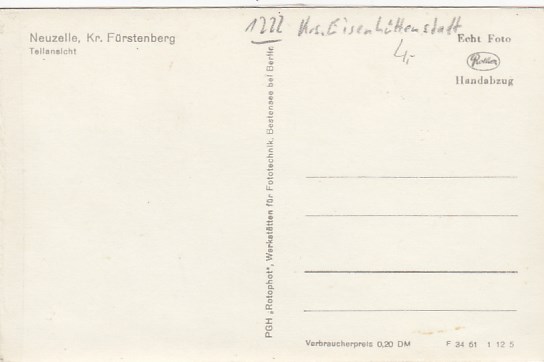 Neuzelle, Kr. Fürstenberg
Teilansicht
1222 Krs. Eisenhüttenstadt
4,-
Echt Foto
Handabzug
PGH „Rotophot", Werkstätten für Fototechnik, Bestensee bei Berlin
Verbraucherpreis 0,20 DM F 34 61 1 12 5